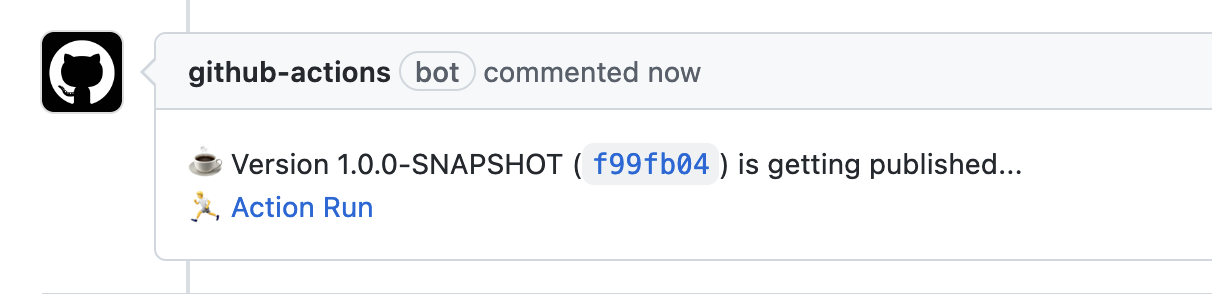 github-actions bot commented now
☕ Version 1.0.0-SNAPSHOT (f99fb04) is getting published...
🏃 Action Run